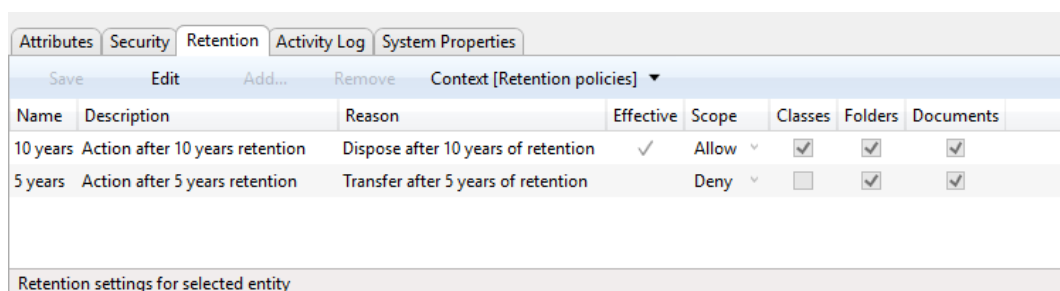 Attributes Security Retention Activity Log System Properties
Save Edit Add... Remove Context [Retention policies]
Name Description Reason Effective Scope Classes Folders Documents
10 years Action after 10 years retention Dispose after 10 years of retention Allow
5 years Action after 5 years retention Transfer after 5 years of retention Deny
Retention settings for selected entity